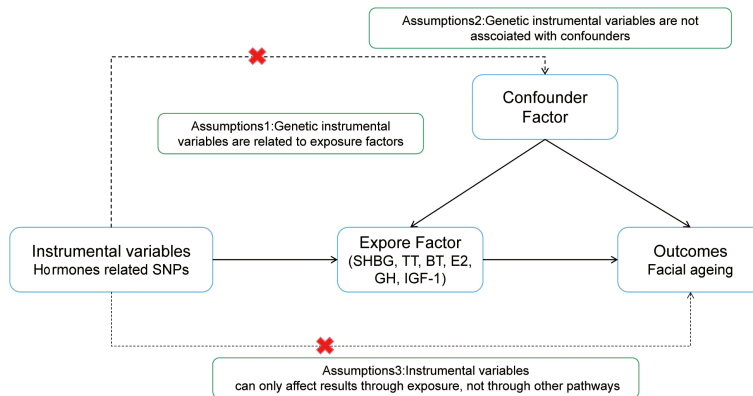 Assumptions2:Genetic instrumental variables are not
asscociated with confounders
Confounder
Factor
Assumptions1:Genetic instrumental
variables are related to exposure factors
Instrumental variables
Hormones related SNPs
Expore Factor
(SHBG, TT, BT, E2,
GH, IGF-1)
Outcomes
Facial ageing
Assumptions3:Instrumental variables
can only affect results through exposure, not through other pathways